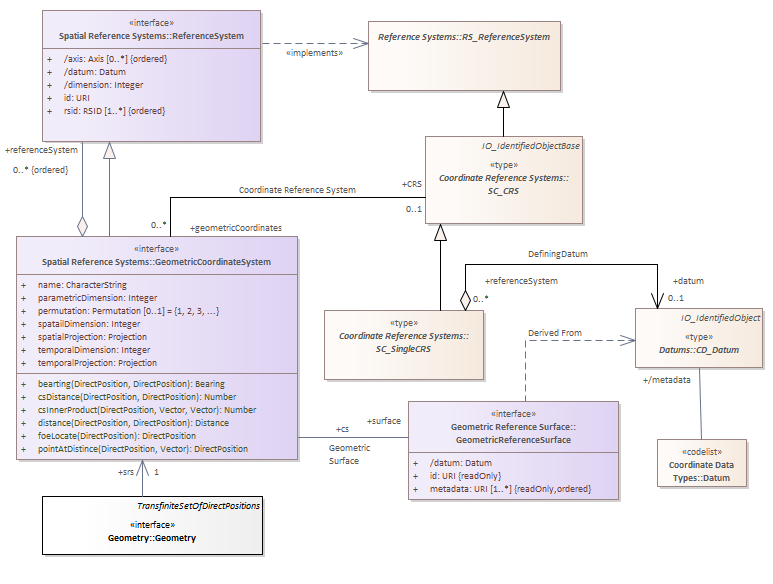 «interface»
Spatial Reference Systems::ReferenceSystem
+ /axis: Axis [0..*] {ordered}
+ /datum: Datum
+ /dimension: Integer
+ id: URI
+ rsid: RSID [1..*] {ordered}
«implements»
Reference Systems::RS_ReferenceSystem
+referenceSystem
0..* {ordered}
IO_IdentifiedObjectBase
«type»
Coordinate Reference Systems::
SC_CRS
Coordinate Reference System
+CRS
0..1
0..*
+geometricCoordinates
«interface»
Spatial Reference Systems::GeometricCoordinateSystem
+ name: CharacterString
+ parametricDimension: Integer
+ permutation: Permutation [0..1] = {1, 2, 3, ...}
+ spatailDimension: Integer
+ spatialProjection: Projection
+ temporalDimension: Integer
+ temporalProjection: Projection
+ bearting(DirectPosition, DirectPosition): Bearing
+ csDistance(DirectPosition, DirectPosition): Number
+ csInnerProduct(DirectPosition, Vector, Vector): Number
+ distance(DirectPosition, DirectPosition): Distance
+ foeLocate(DirectPosition): DirectPosition
+ pointAtDistince(DirectPosition, Vector): DirectPosition
DefiningDatum
+referenceSystem
0..*
+datum
0..1
«type»
Coordinate Reference Systems::
SC_SingleCRS
IO_IdentifiedObject
«type»
Datums::CD_Datum
Derived From
+/metadata
+surface
+cs
Geometric
Surface
«interface»
Geometric Reference Surface::
GeometricReferenceSurface
+ /datum: Datum
+ id: URI {readOnly}
+ metadata: URI [1..*] {readOnly,ordered}
«codelist»
Coordinate Data
Types::Datum
+srs
1
TransfiniteSetOfDirectPositions
«interface»
Geometry::Geometry